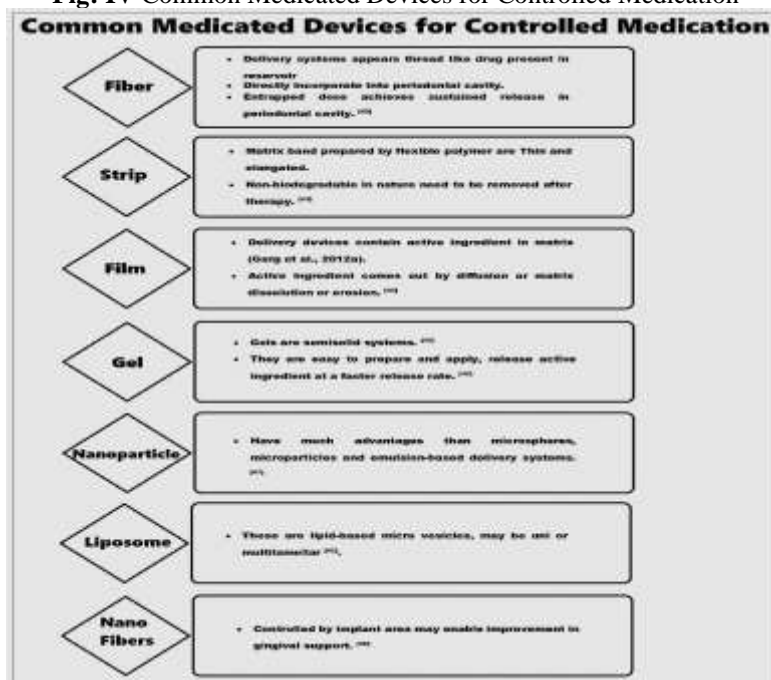 Fig. IV Common Medicated Devices for Controlled Medication
Common Medicated Devices for Controlled Medication
Fiber
• Delivery systems appears thread like drug present in
reservoir
• Directly incorporate into periodontal cavity.
• Entrapped dose achieves sustained release in
periodontal cavity.
Strip
• Matrix band prepared by flexible polymer are This and
elongated.
• Non-biodegradable in nature need to be removed after
therapy.
Film
• Delivery devices contain active ingredient in matrix
(Garg et al., 2012a).
• Active ingredient comes out by diffusion or matrix
dissolution or erosion.
Gel
• Gels are semisolid systems.
• They are easy to prepare and apply, release active
ingredient at a faster release rate.
Nanoparticle
• Have much advantages than microspheres,
microparticles and emulsion-based delivery systems.
Liposome
• These are lipid-based micro vesicles, may be uni or
Nano
Fibers
• Controlled by implant area may enable improvement in
gingival support.